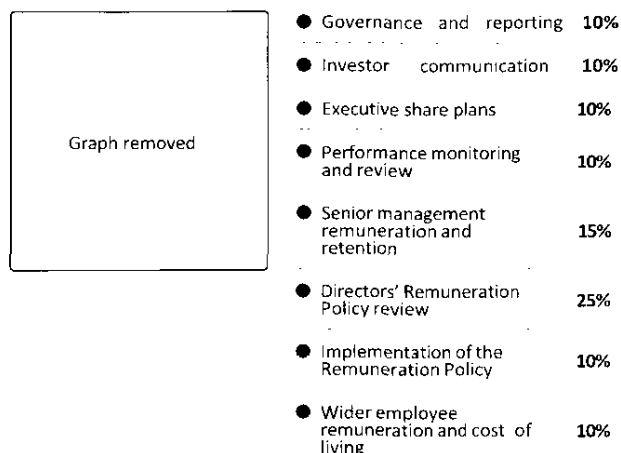 Graph removed
Governance and reporting 10%
Investor communication 10%
Executive share plans 10%
Performance monitoring
and review 10%
Senior management
remuneration and
retention 15%
Directors' Remuneration
Policy review 25%
Implementation of the
Remuneration Policy 10%
Wider employee
remuneration and cost of
living 10%